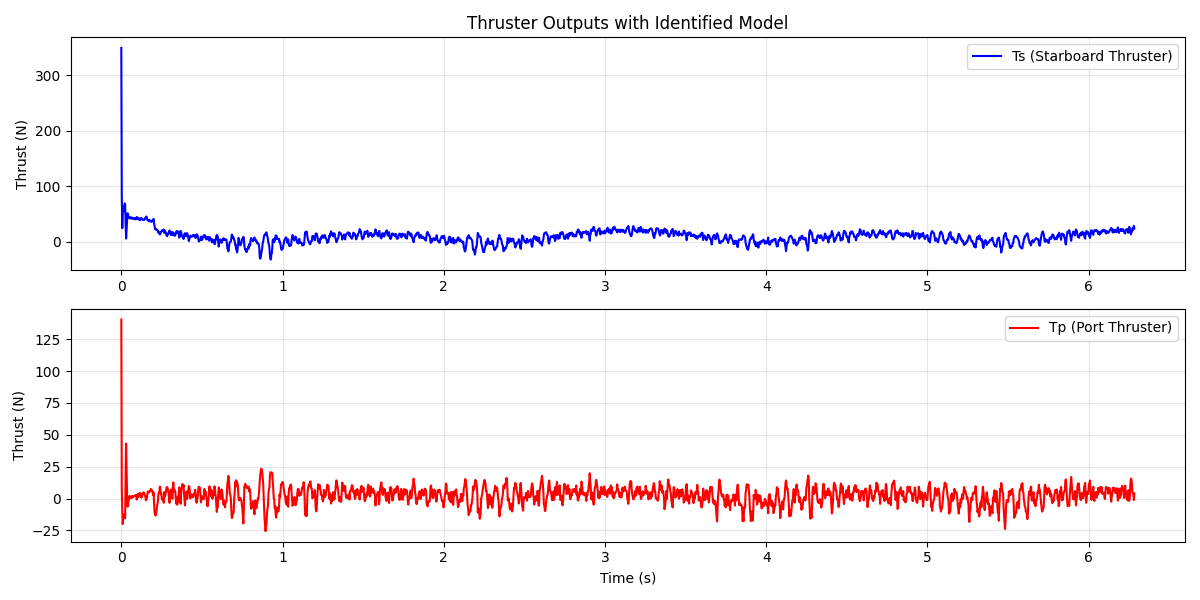 Thruster Outputs with Identified Model
Thrust (N)
300
200
100
0
Ts (Starboard Thruster)
0 1 2 3 4 5 6
Thrust (N)
125
100
75
50
25
0
−25
Tp (Port Thruster)
0 1 2 3 4 5 6
Time (s)